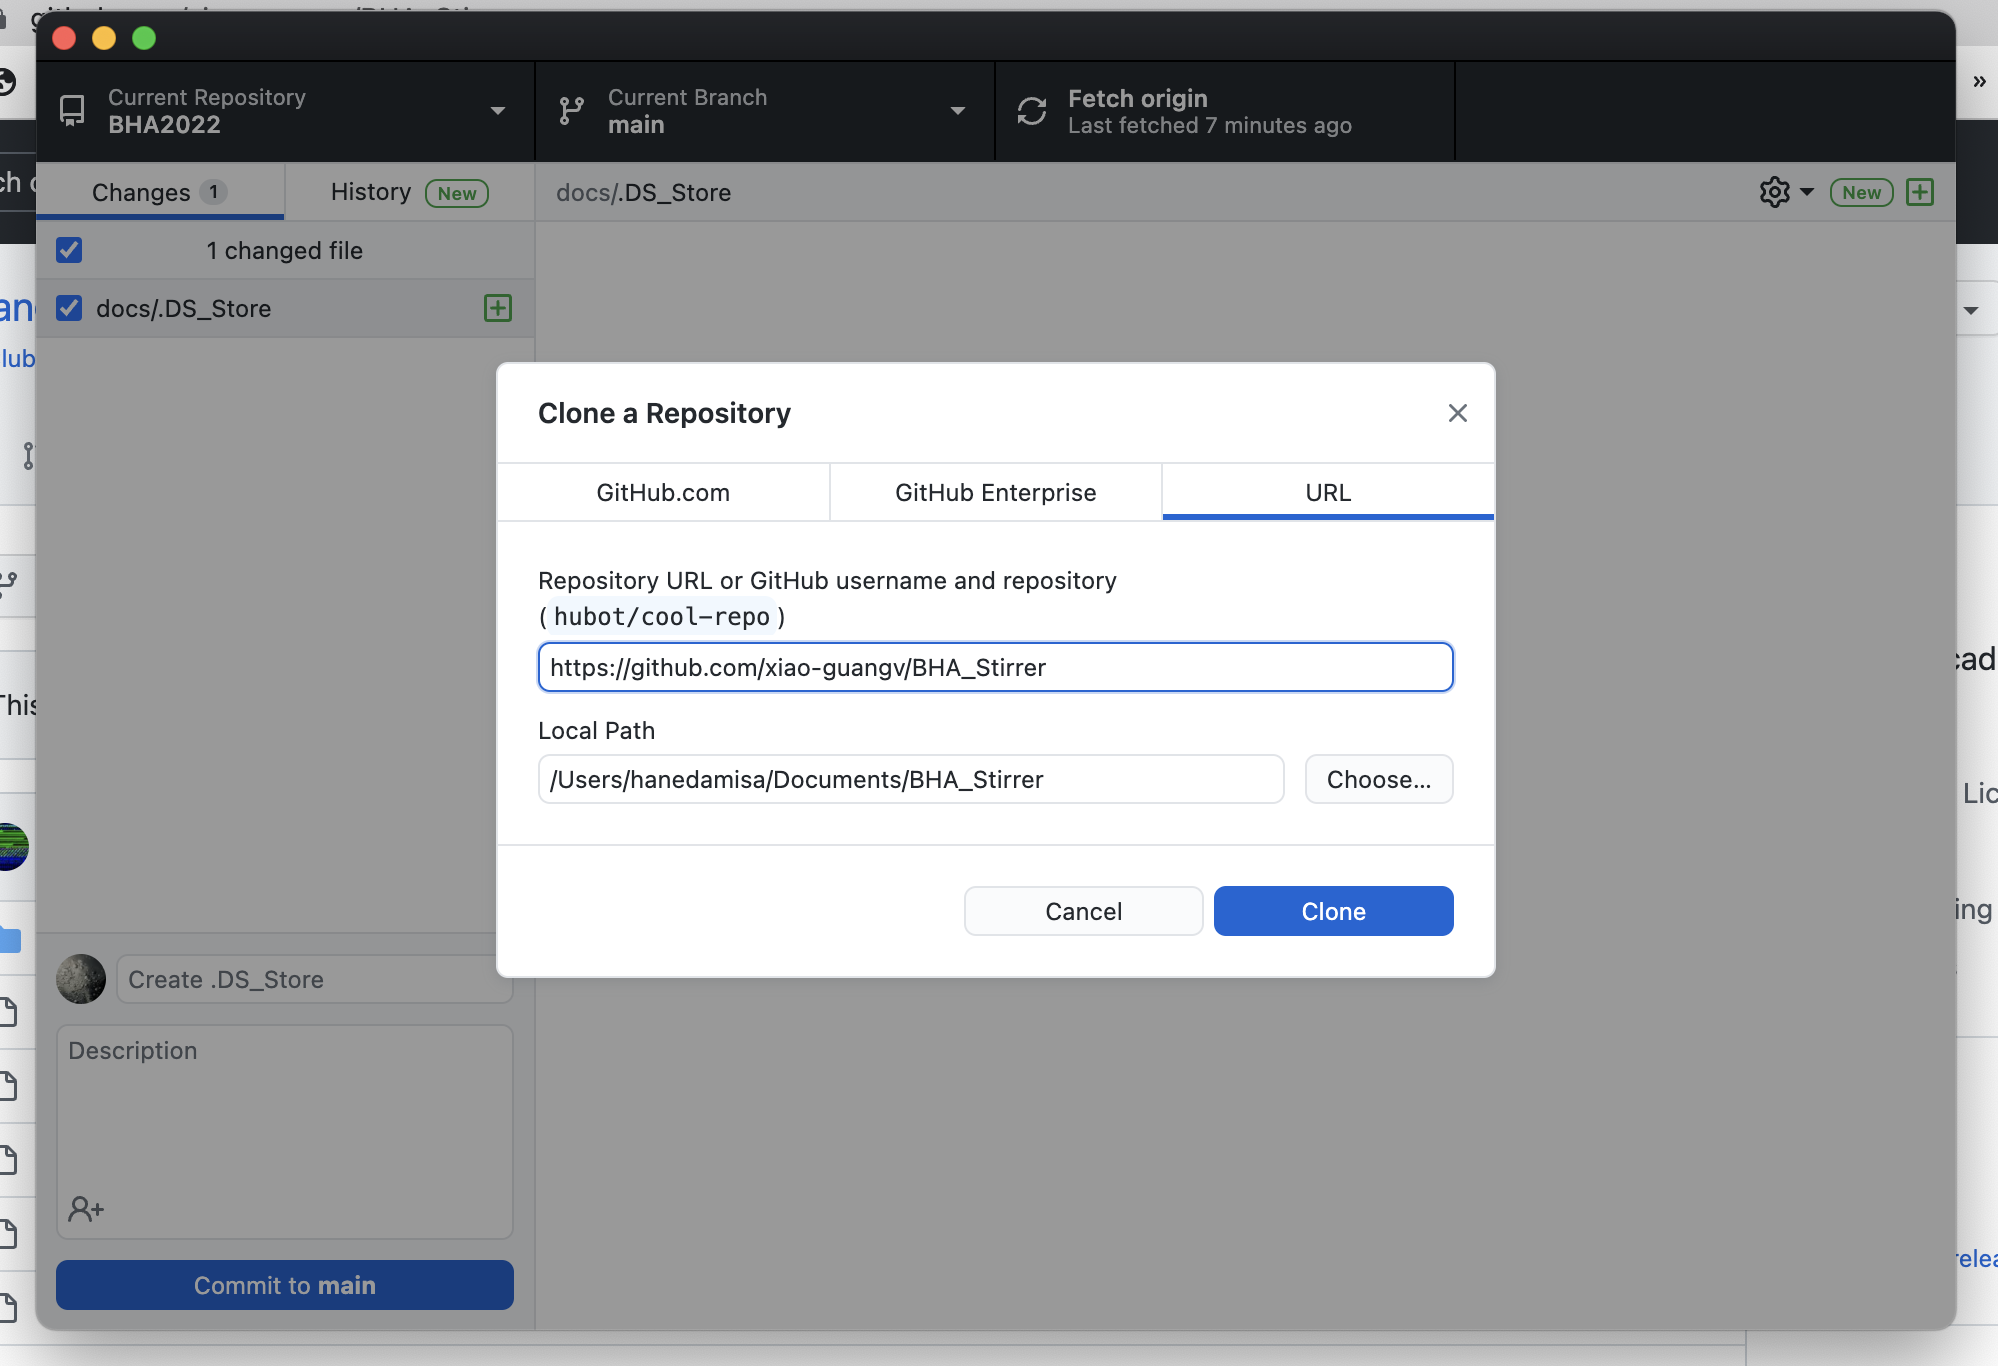 Current Repository
BHA2022
Current Branch
main
Fetch origin
Last fetched 7 minutes ago
»
Changes 1
History New
docs/.DS_Store
New
1 changed file
docs/.DS_Store
Clone a Repository
GitHub.com
GitHub Enterprise
URL
Repository URL or GitHub username and repository
(hubot/cool-repo)
https://github.com/xiao-guangv/BHA_Stirrer
Local Path
/Users/hanedamisa/Documents/BHA_Stirrer
Choose...
Cancel
Clone
Create .DS_Store
Description
Commit to main
This
Lic
ing